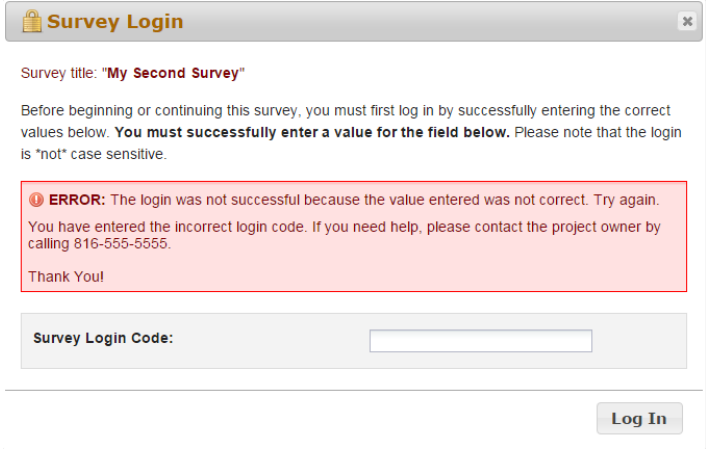 Survey Login
Survey title: "My Second Survey"
Before beginning or continuing this survey, you must first log in by successfully entering the correct
values below. You must successfully enter a value for the field below. Please note that the login
is *not* case sensitive.
ERROR: The login was not successful because the value entered was not correct. Try again.
You have entered the incorrect login code. If you need help, please contact the project owner by
calling 816-555-5555.
Thank You!
Survey Login Code:
Log In